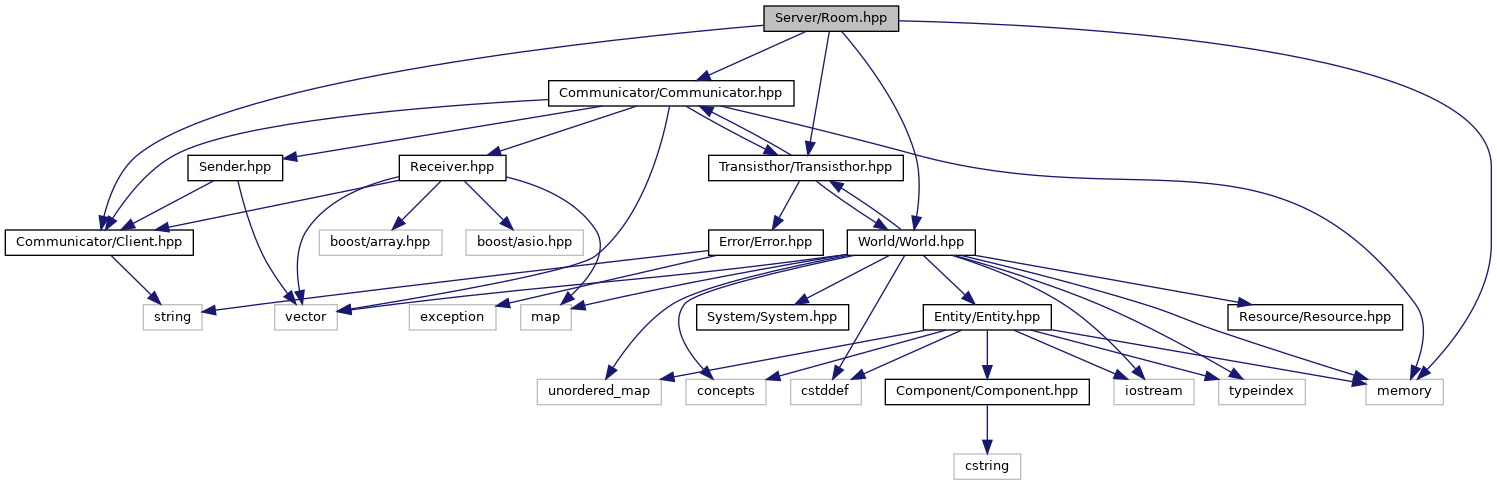 Server/Room.hpp
Communicator/Communicator.hpp
Sender.hpp
Receiver.hpp
Transisthor/Transisthor.hpp
Communicator/Client.hpp
boost/array.hpp
boost/asio.hpp
Error/Error.hpp
World/World.hpp
string
vector
exception
map
System/System.hpp
Entity/Entity.hpp
Resource/Resource.hpp
unordered_map
concepts
cstddef
Component/Component.hpp
iostream
typeindex
memory
cstring